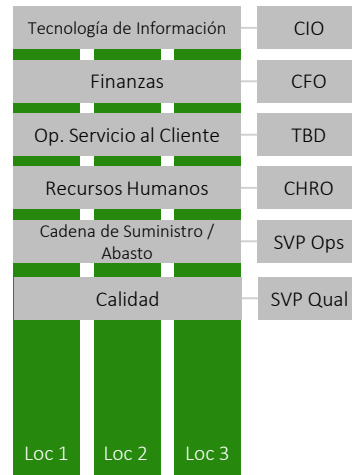 Tecnología de Información
CIO
Finanzas
CFO
Op. Servicio al Cliente
TBD
Recursos Humanos
CHRO
Cadena de Suministro /
Abasto
SVP Ops
Calidad
SVP Qual
Loc 1
Loc 2
Loc 3